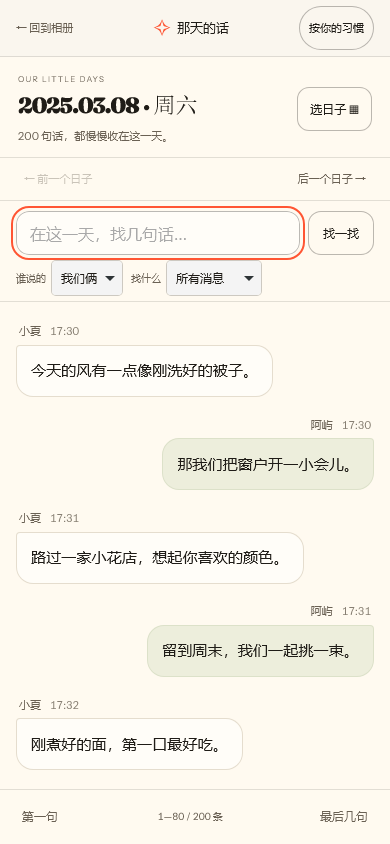 ← 回到相册
那天的话
按你的习惯
OUR LITTLE DAYS
2025.03.08 · 周六
200 句话，都慢慢收在这一天。
选日子 ▦
← 前一个日子
后一个日子 →
在这一天，找几句话…
找一找
谁说的
我们俩
找什么
所有消息
小夏 17:30
今天的风有一点像刚洗好的被子。
阿屿 17:30
那我们把窗户开一小会儿。
小夏 17:31
路过一家小花店，想起你喜欢的颜色。
阿屿 17:31
留到周末，我们一起挑一束。
小夏 17:32
刚煮好的面，第一口最好吃。
第一句
1—80 / 200 条
最后几句